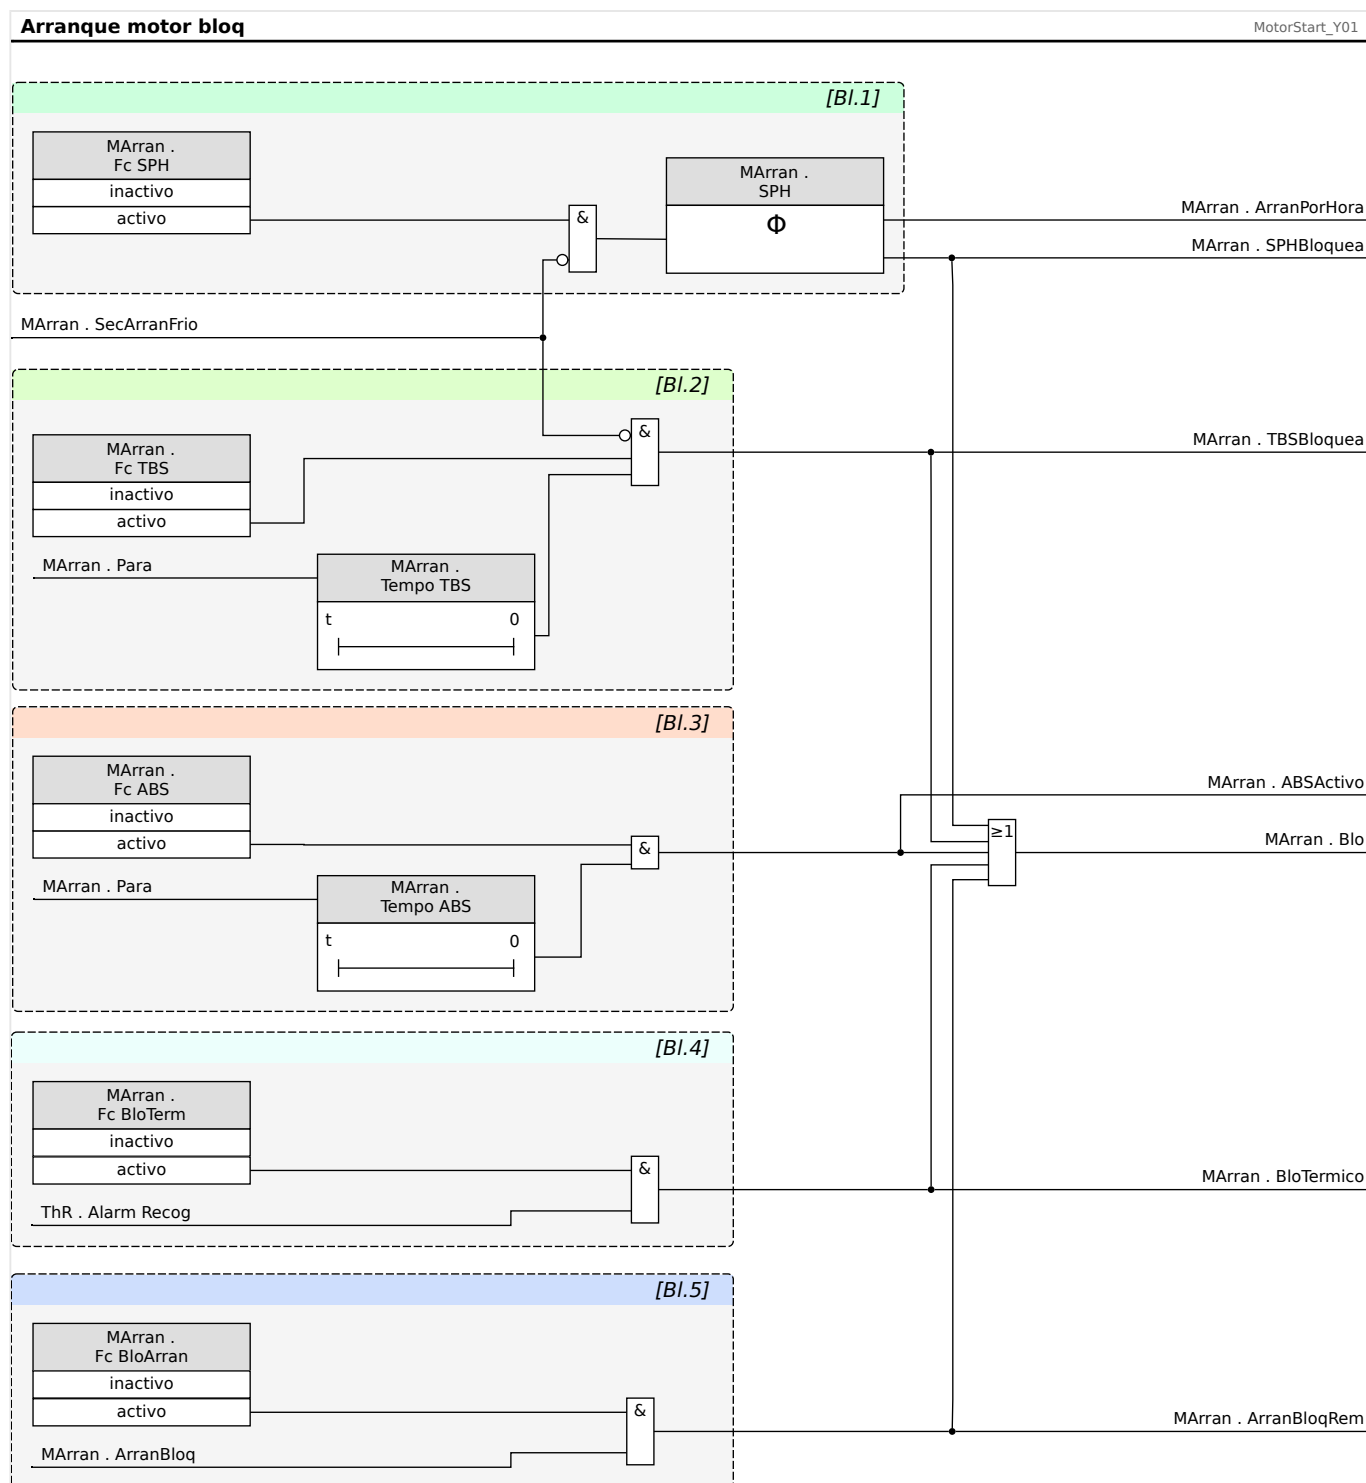 Arranque motor bloq
MotorStart_Y01
[Bl.1]
MArran .
Fc SPH
inactivo
activo
&
MArran .
SPH
Φ
MArran . ArranPorHora
MArran . SPHBloquea
MArran . SecArranFrio
[Bl.2]
MArran .
Fc TBS
inactivo
activo
&
MArran . TBSBloquea
MArran . Para
MArran .
Tempo TBS
t 0
[Bl.3]
MArran .
Fc ABS
inactivo
activo
&
MArran . ABSActivo
≥1
MArran . Blo
MArran . Para
MArran .
Tempo ABS
t 0
[Bl.4]
MArran .
Fc BloTerm
inactivo
activo
&
MArran . BloTermico
ThR . Alarm Recog
[Bl.5]
MArran .
Fc BloArran
inactivo
activo
&
MArran . ArranBloqRem
MArran . ArranBloq